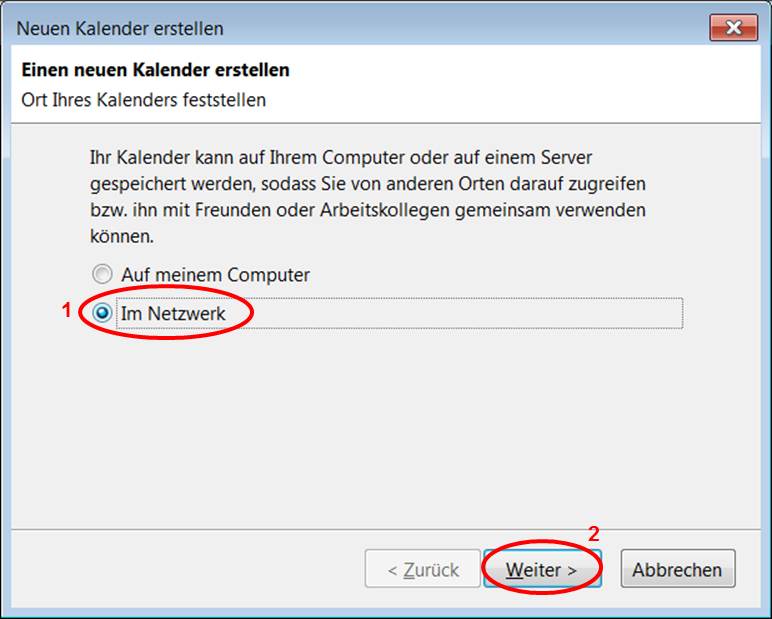 Neuen Kalender erstellen
Einen neuen Kalender erstellen
Ort Ihres Kalenders feststellen
Ihr Kalender kann auf Ihrem Computer oder auf einem Server
gespeichert werden, sodass Sie von anderen Orten darauf zugreifen
bzw. ihn mit Freunden oder Arbeitskollegen gemeinsam verwenden
können.
Auf meinem Computer
1 Im Netzwerk
2
< Zurück Weiter > Abbrechen